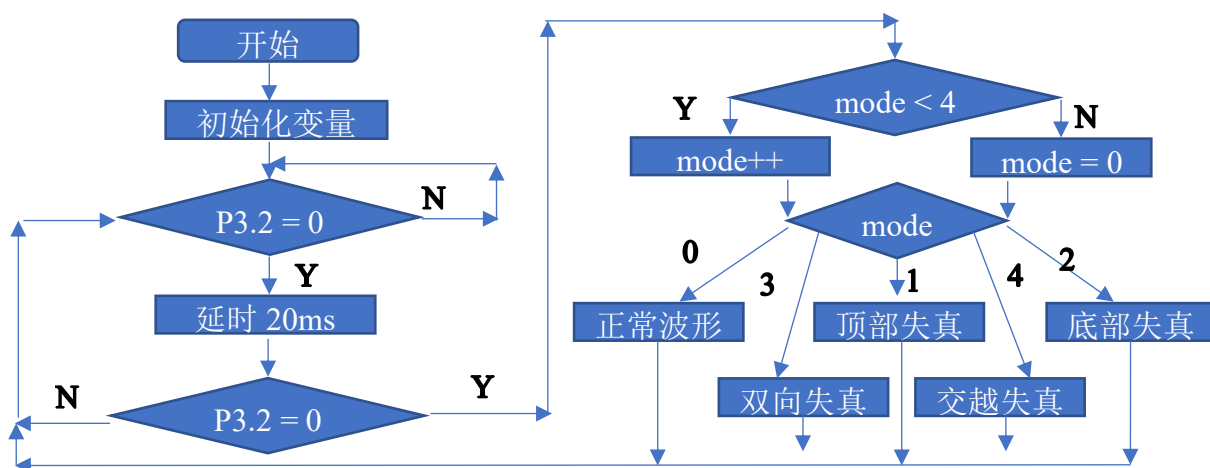 开始
初始化变量
P3.2 = 0
N
Y
延时 20ms
P3.2 = 0
N
Y
mode < 4
Y
N
mode++
mode = 0
mode
0
3
1
4
2
正常波形
顶部失真
底部失真
双向失真
交越失真